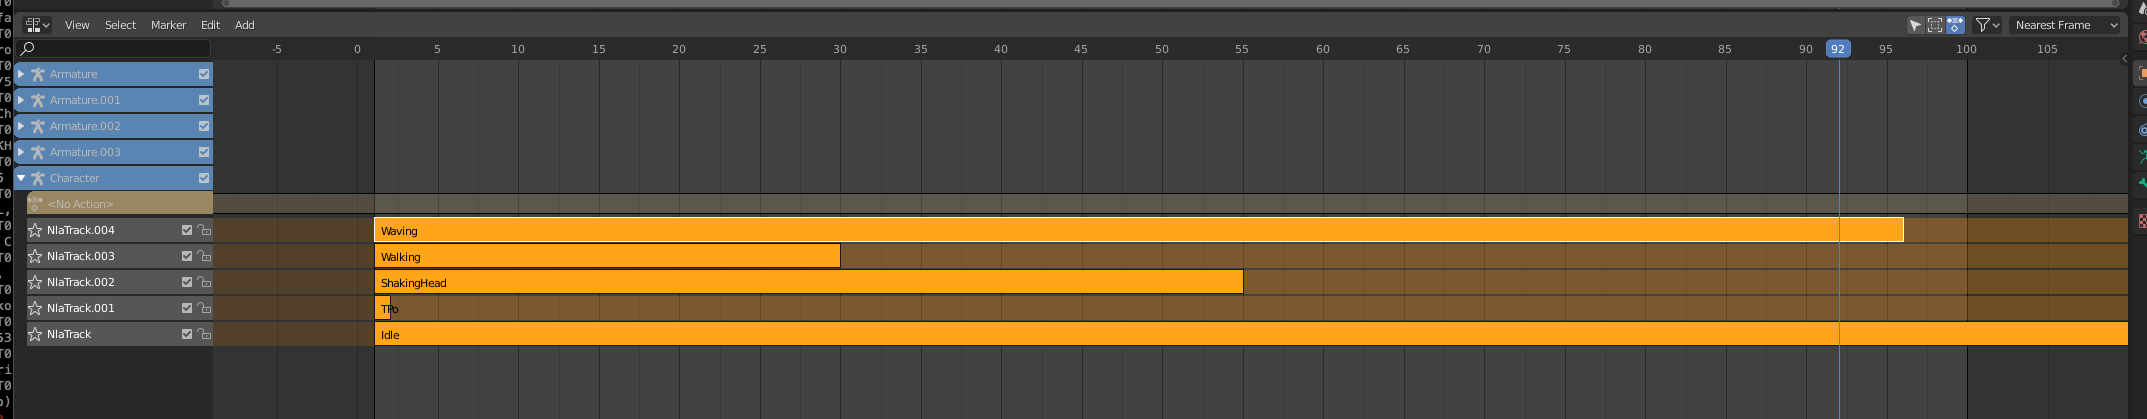 View Select Marker Edit Add Nearest Frame
-5 0 5 10 15 20 25 30 35 40 45 50 55 60 65 70 75 80 85 90 92 95 100 105
Armature
Armature.001
Armature.002
Armature.003
Character
<No Action>
NlaTrack.004 Waving
NlaTrack.003 Walking
NlaTrack.002 ShakingHead
NlaTrack.001 TPo
NlaTrack Idle